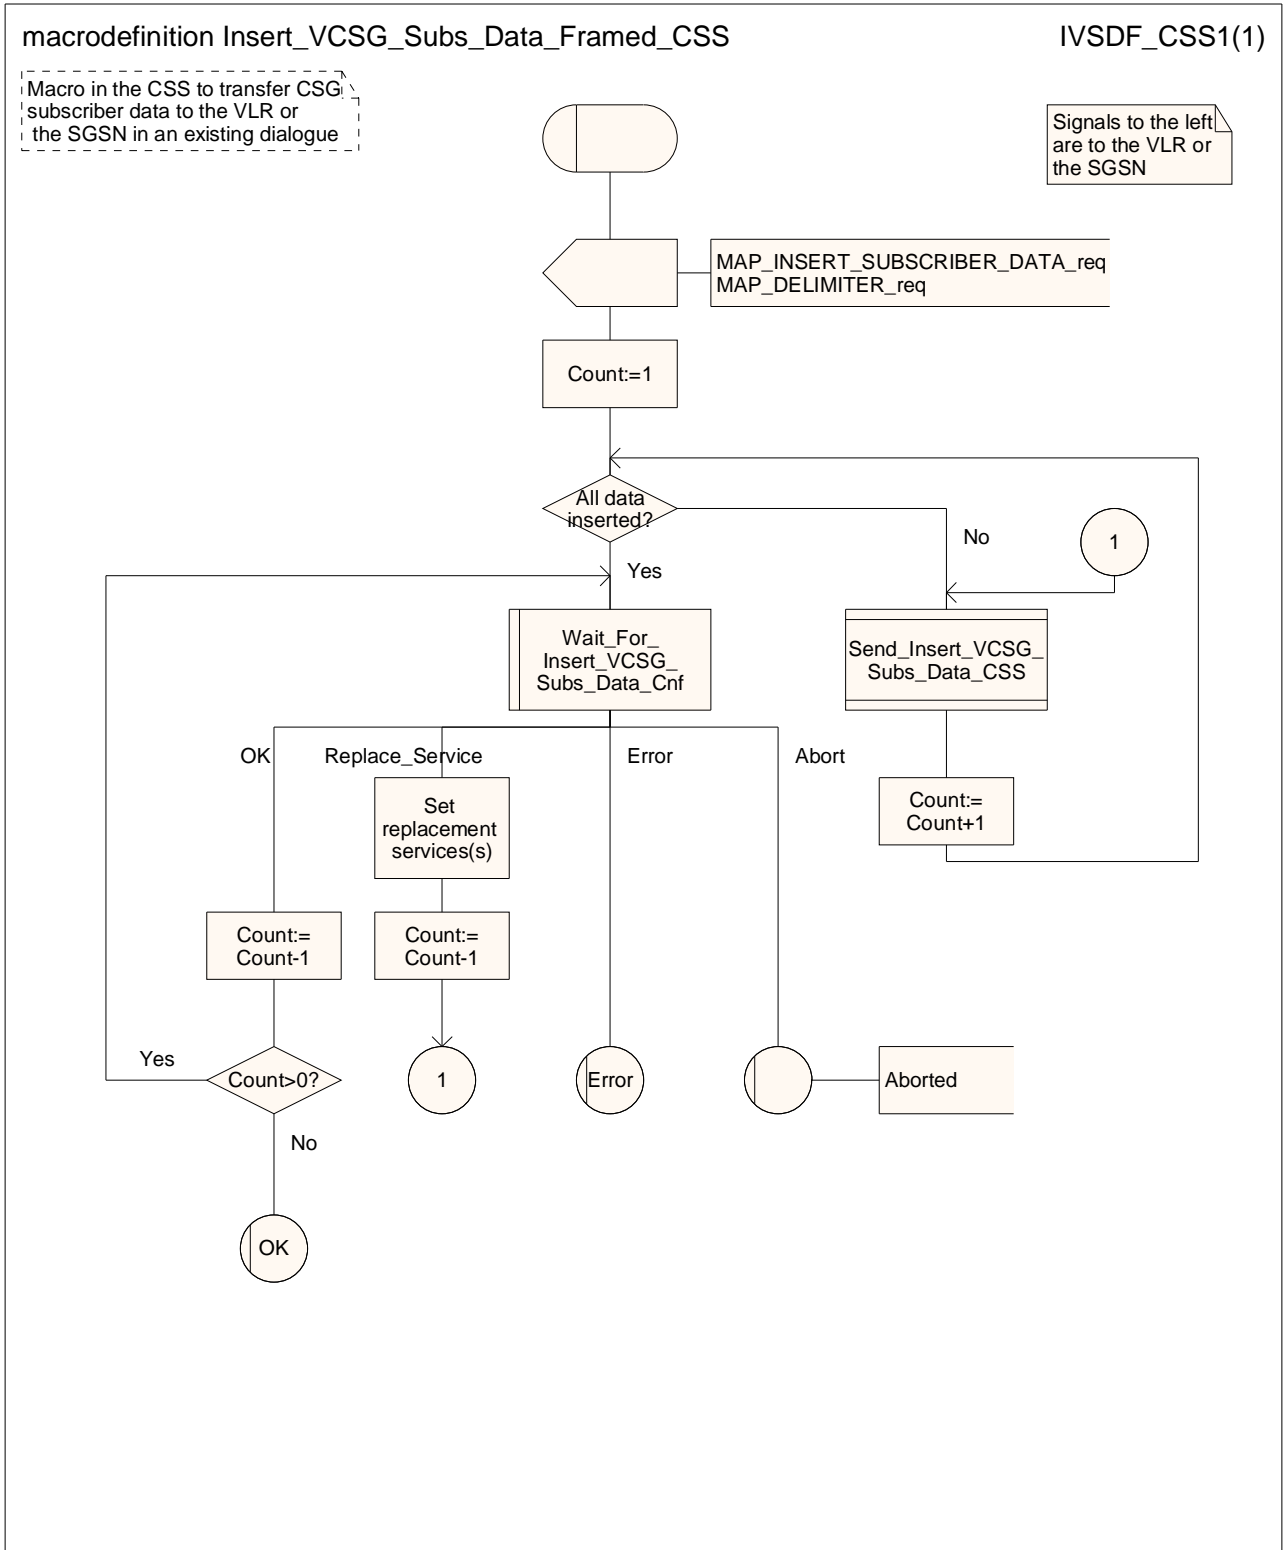 macrodefinition Insert_VCSG_Subs_Data_Framed_CSS
IVSDF_CSS1(1)
Macro in the CSS to transfer CSG
subscriber data to the VLR or
the SGSN in an existing dialogue
Signals to the left
are to the VLR or
the SGSN
MAP_INSERT_SUBSCRIBER_DATA_req
MAP_DELIMITER_req
Count:=1
All data
inserted?
No
1
Yes
Wait_For_
Insert_VCSG_
Subs_Data_Cnf
Send_Insert_VCSG_
Subs_Data_CSS
OK
Replace_Service
Error
Abort
Set
replacement
services(s)
Count:=
Count+1
Count:=
Count-1
Count:=
Count-1
Yes
Count>0?
1
Error
Aborted
No
OK